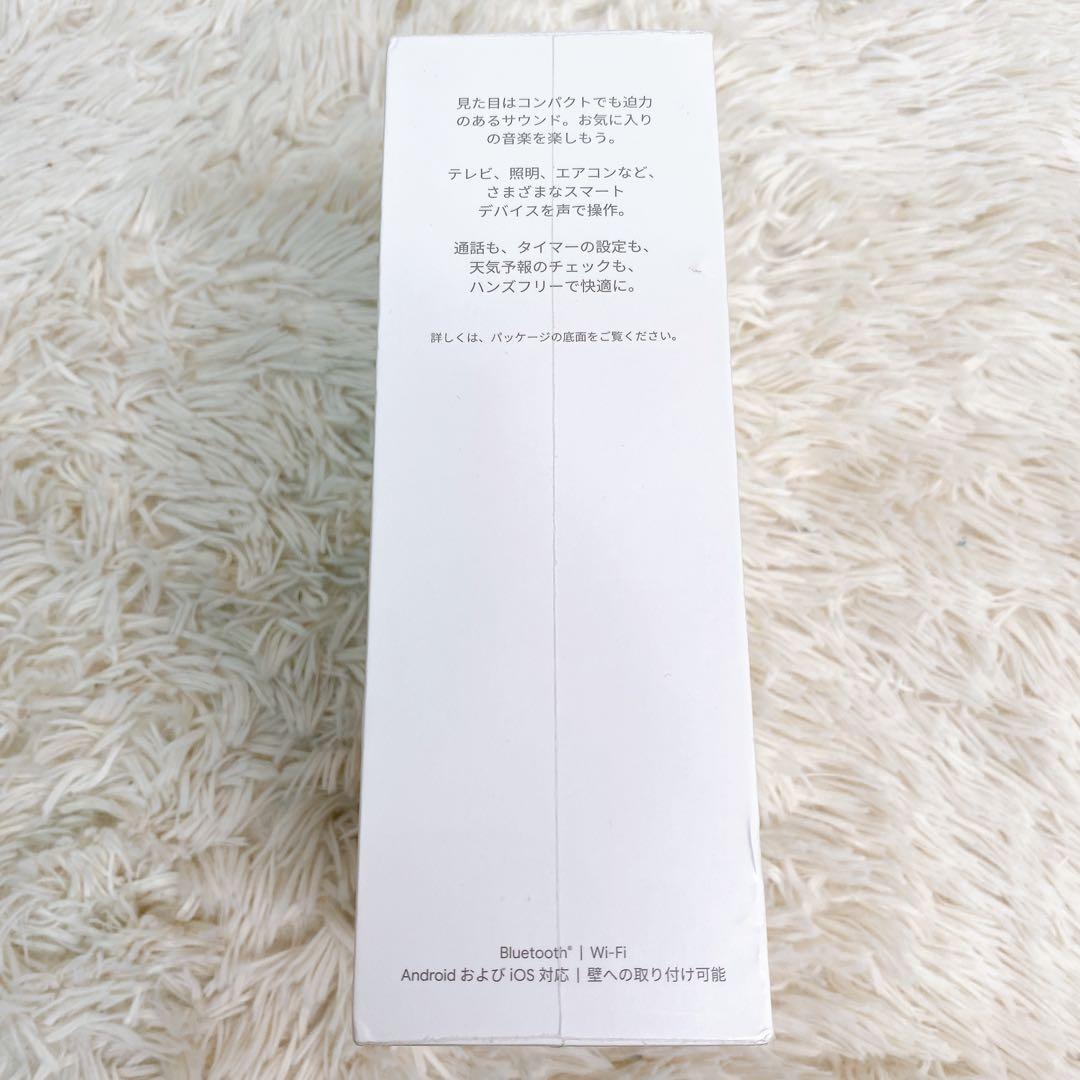 見た目はコンパクトでも迫力
のあるサウンド。お気に入り
の音楽を楽しもう。
テレビ、照明、エアコンなど、
さまざまなスマート
デバイスを声で操作。
通話も、タイマーの設定も、
天気予報のチェックも、
ハンズフリーで快適に。
詳しくは、パッケージの底面をご覧ください。
Bluetooth® | Wi-Fi
Android および iOS 対応 | 壁への取り付け可能